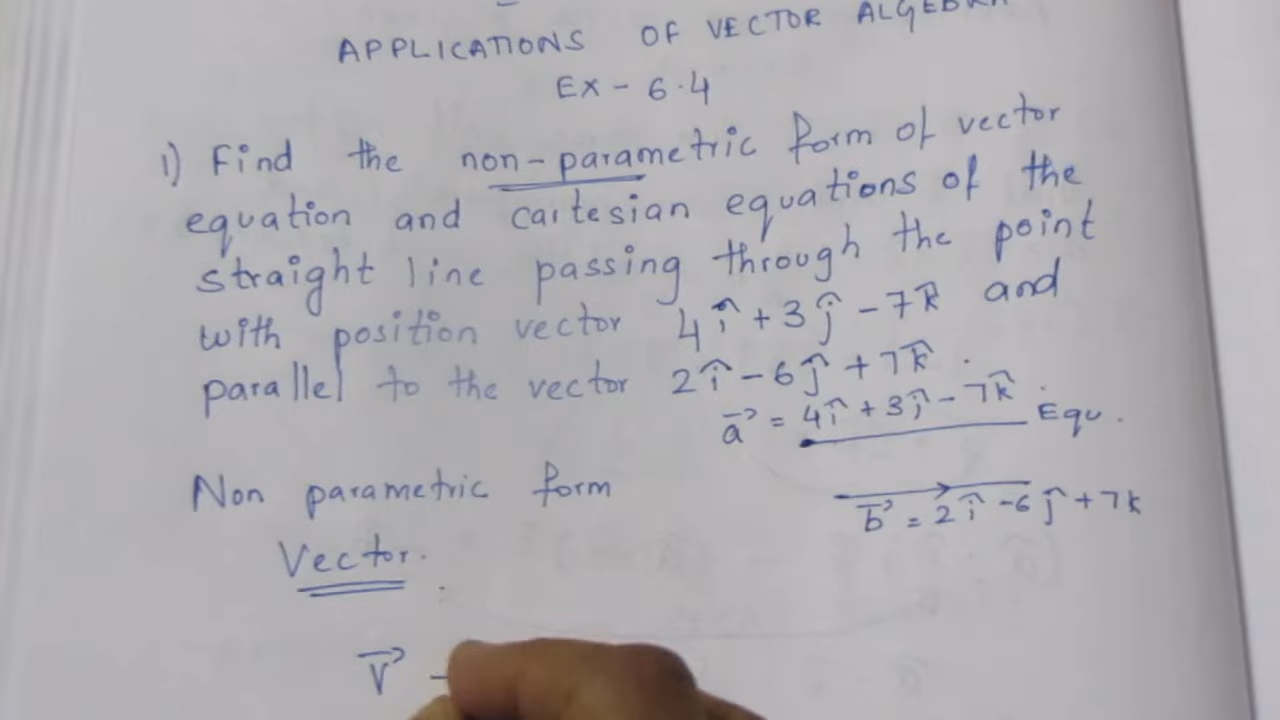 APPLICATIONS OF VECTOR ALGEBRA
EX - 6.4
1) Find the non-parametric form of vector
equation and cartesian equations of the
straight line passing through the point
with position vector 4î + 3ĵ - 7k̂ and
parallel to the vector 2î - 6ĵ + 7k̂.
a⃗ = 4î + 3ĵ - 7k̂. Equ.
b⃗ = 2î - 6ĵ + 7k
Non parametric form
Vector.
r⃗ -